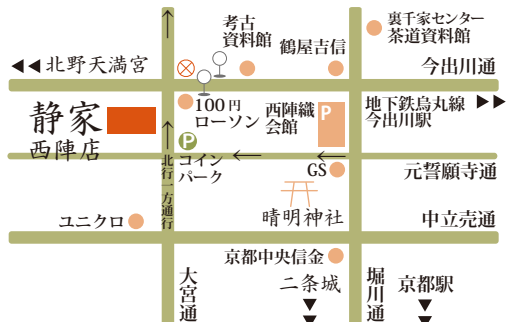 考古
資料館
鶴屋吉信
裏千家センター
茶道資料館
◀◀北野天満宮
今出川通
静家
西陣店
100円
ローソン
西陣織
会館
P
地下鉄烏丸線 ▶▶
今出川駅
P
コイン
パーク
北行一方通行
GS
元誓願寺通
晴明神社
ユニクロ
中立売通
京都中央信金
大宮通
二条城
堀川通
京都駅